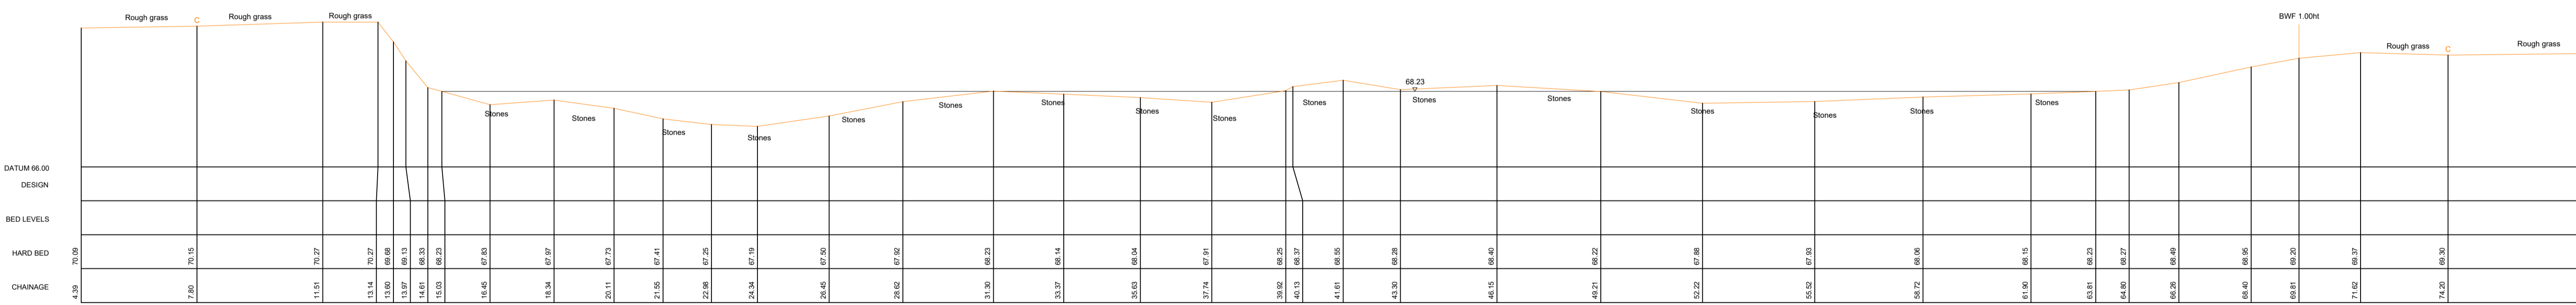 BWF 1.00ht
Rough grass C Rough grass Rough grass
Rough grass C Rough grass
68.23
Stones Stones Stones Stones Stones Stones Stones Stones Stones Stones Stones Stones Stones Stones Stones Stones
DATUM 66.00
DESIGN
BED LEVELS
HARD BED 70.09 70.15 70.27 70.27 69.68 69.13 68.33 68.23 67.83 67.97 67.73 67.41 67.25 67.19 67.50 67.92 68.23 68.14 68.04 67.91 68.25 68.37 68.55 68.28 68.40 68.22 67.88 67.93 68.06 68.15 68.23 68.27 68.49 68.95 69.20 69.37 69.30
CHAINAGE 4.39 7.80 11.51 13.14 13.60 13.97 14.61 15.03 16.45 18.34 20.11 21.55 22.98 24.34 26.45 28.62 31.30 33.37 35.63 37.74 39.92 40.13 41.61 43.30 46.15 49.21 52.22 55.52 58.72 61.90 63.81 64.80 66.26 68.40 69.81 71.62 74.20